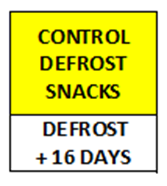 CONTROL
DEFROST
SNACKS
DEFROST
+ 16 DAYS